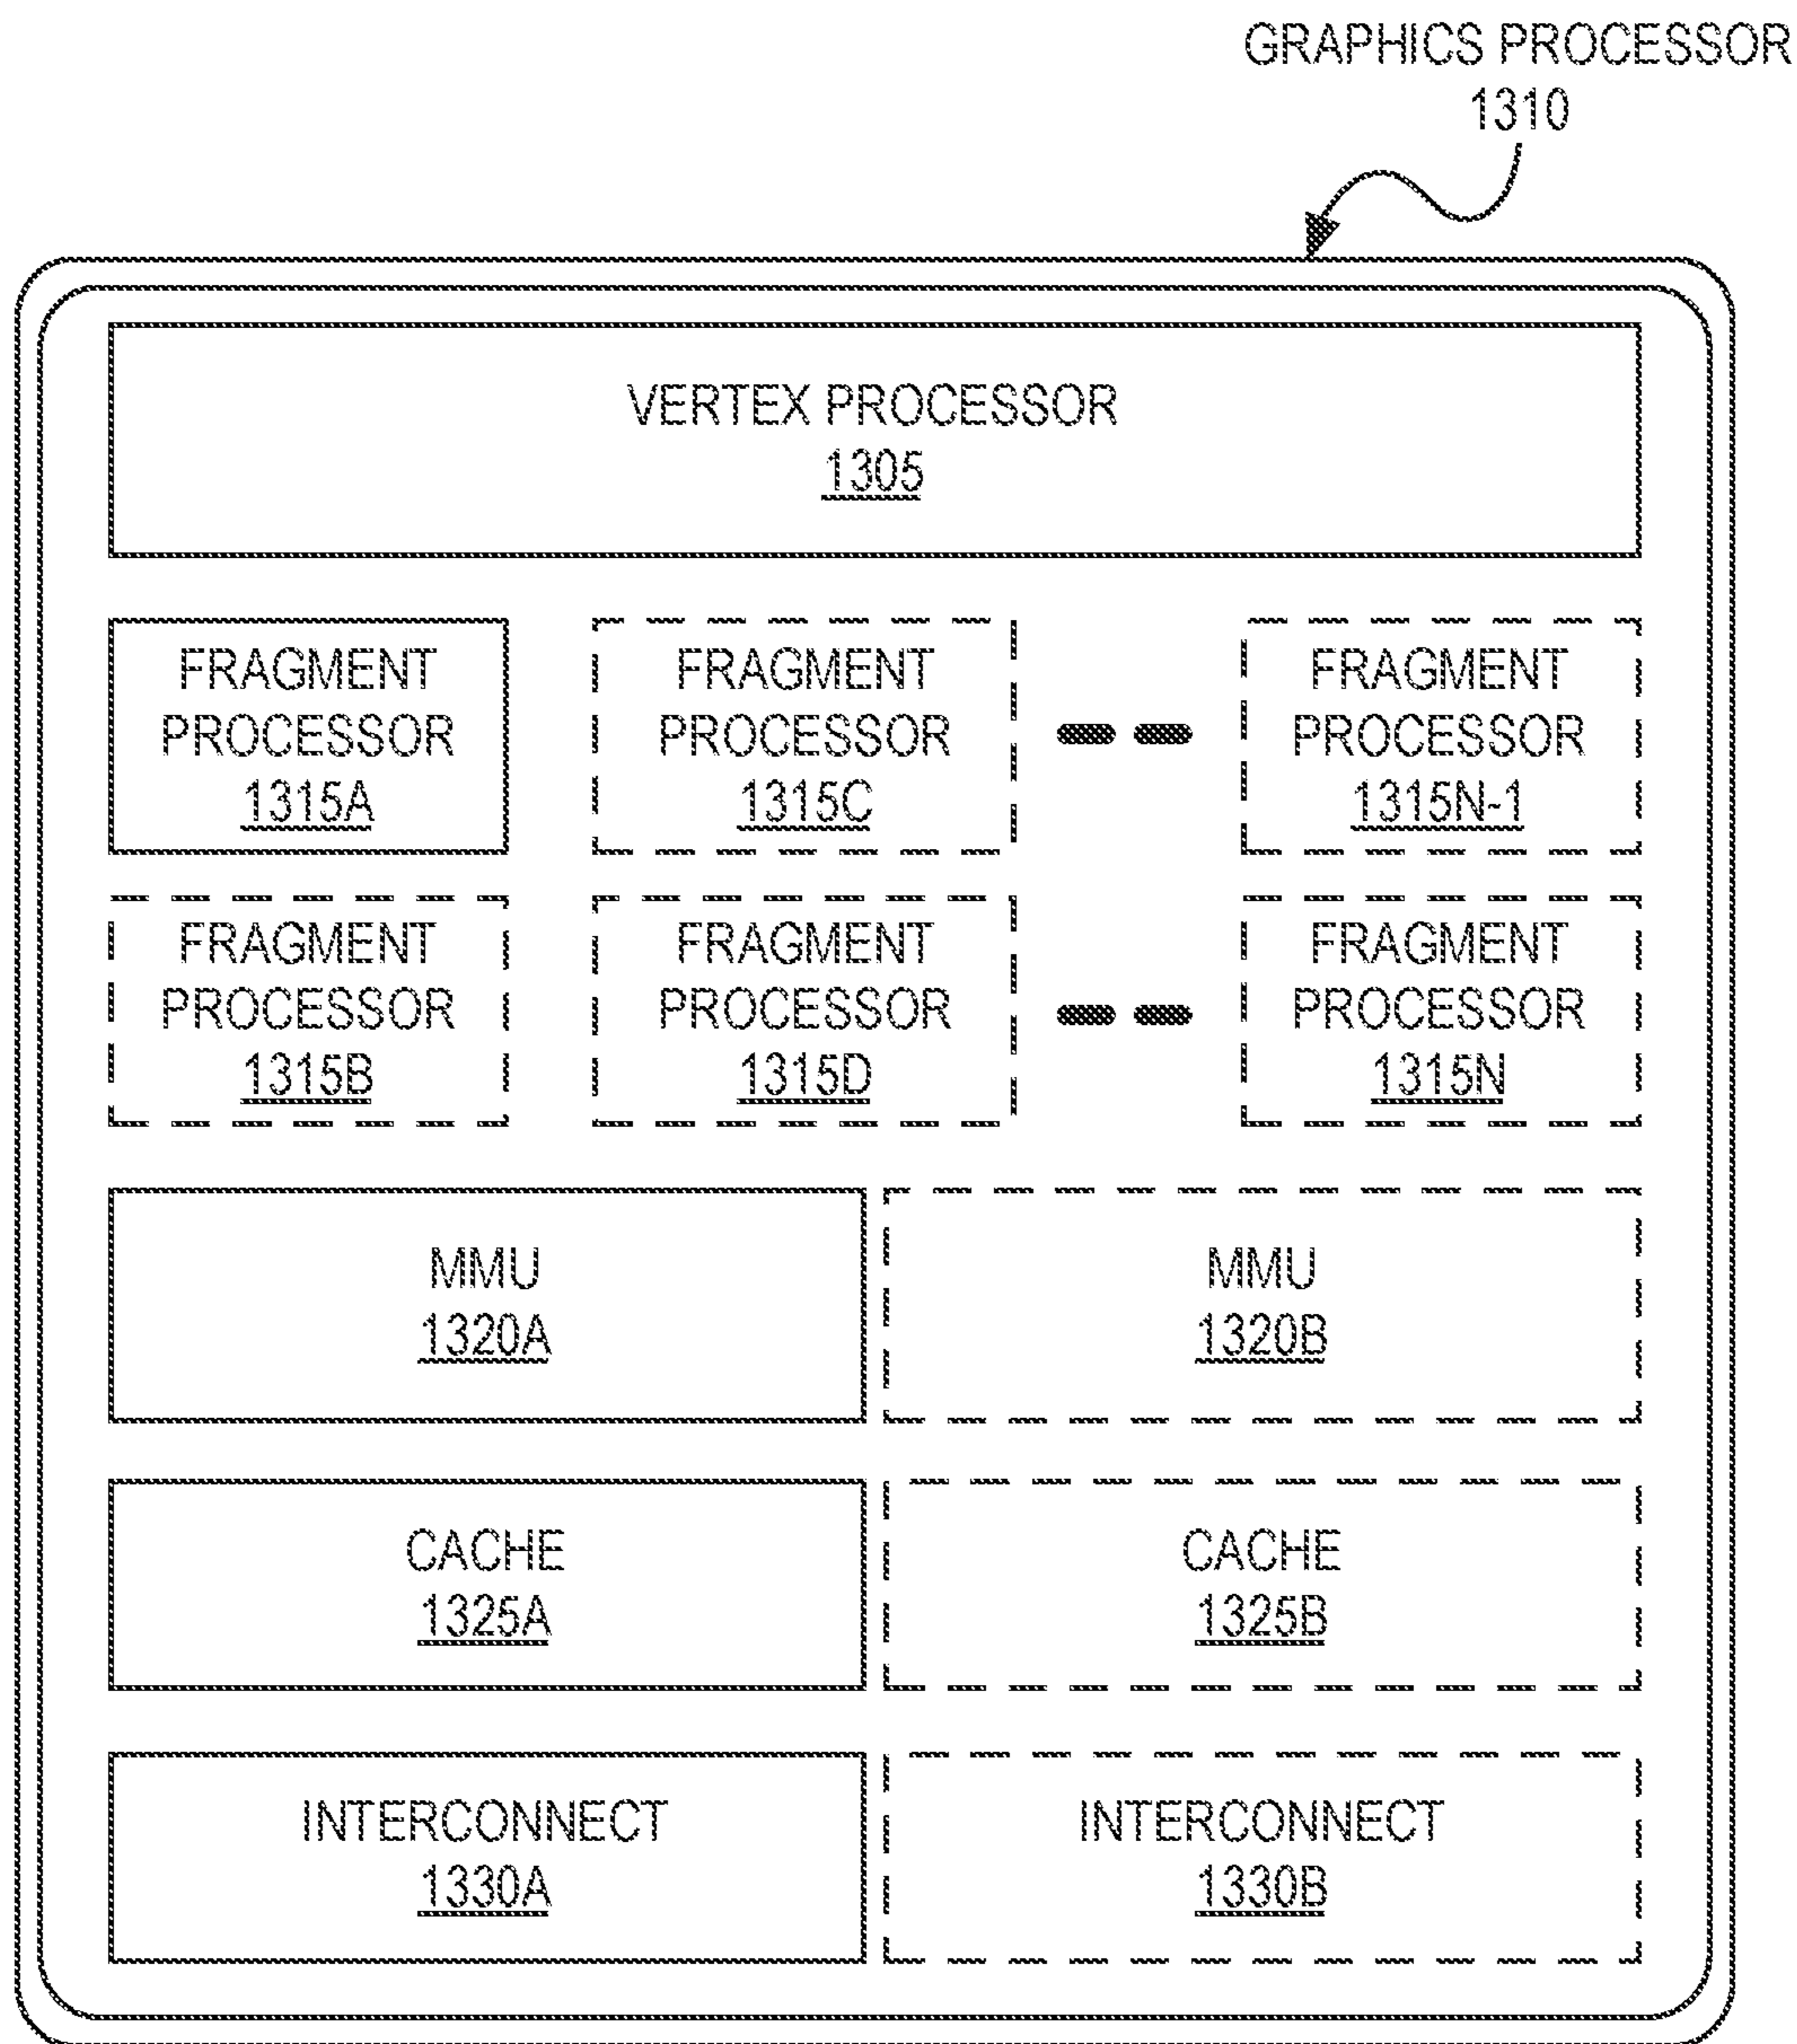 GRAPHICS PROCESSOR
1310
VERTEX PROCESSOR
1305
FRAGMENT
PROCESSOR
1315A
FRAGMENT
PROCESSOR
1315C
FRAGMENT
PROCESSOR
1315N-1
FRAGMENT
PROCESSOR
1315B
FRAGMENT
PROCESSOR
1315D
FRAGMENT
PROCESSOR
1315N
MMU
1320A
MMU
1320B
CACHE
1325A
CACHE
1325B
INTERCONNECT
1330A
INTERCONNECT
1330B